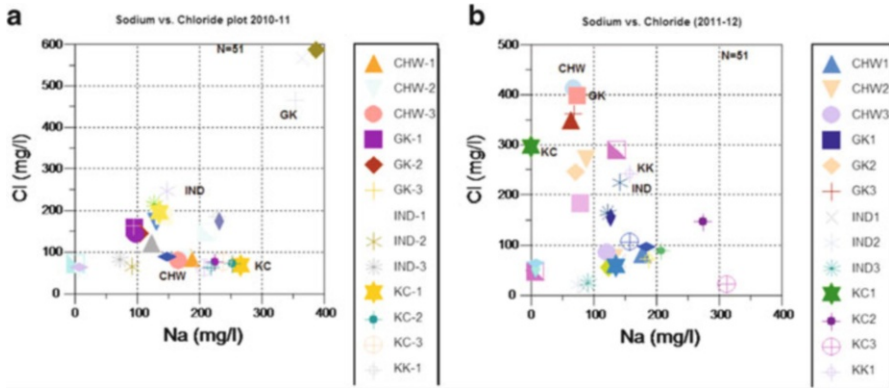 a
Sodium vs. Chloride plot 2010-11
N=51
600
500
400
300
200
100
0
Cl (mg/l)
GK
IND
CHW
KC
0 100 200 300 400
Na (mg/l)
CHW-1
CHW-2
CHW-3
GK-1
GK-2
GK-3
IND-1
IND-2
IND-3
KC-1
KC-2
KC-3
KK-1
b
Sodium vs. Chloride (2011-12)
N=51
500
400
300
200
100
0
Cl (mg/l)
CHW
GK
KC
KK
IND
0 100 200 300 400
Na (mg/l)
CHW1
CHW2
CHW3
GK1
GK2
GK3
IND1
IND2
IND3
KC1
KC2
KC3
KK1